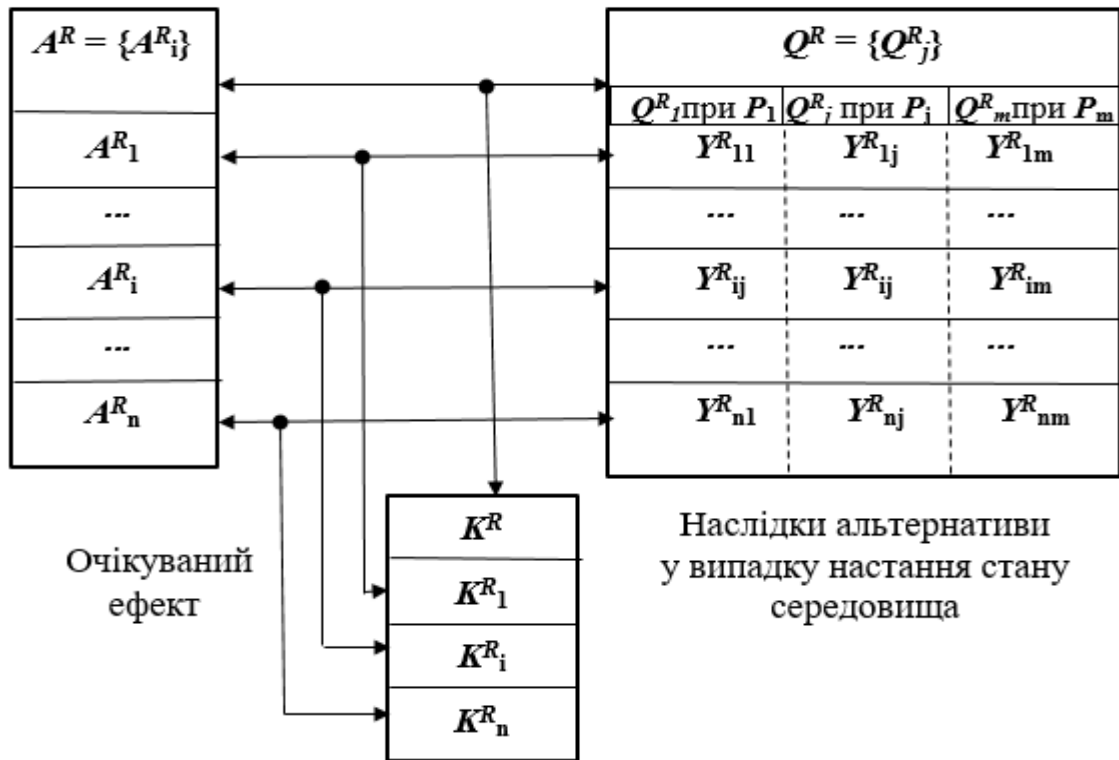 A^R = {A^R_i}
Q^R = {Q^R_j}
Q^R_1 при P_1 Q^R_j при P_j Q^R_m при P_m
A^R_1 Y^R_11 Y^R_1j Y^R_1m
... ... ... ...
A^R_i Y^R_ij Y^R_ij Y^R_im
... ... ... ...
A^R_n Y^R_n1 Y^R_nj Y^R_nm
Очікуваний
ефект
K^R
K^R_1
K^R_i
K^R_n
Наслідки альтернативи
у випадку настання стану
середовища